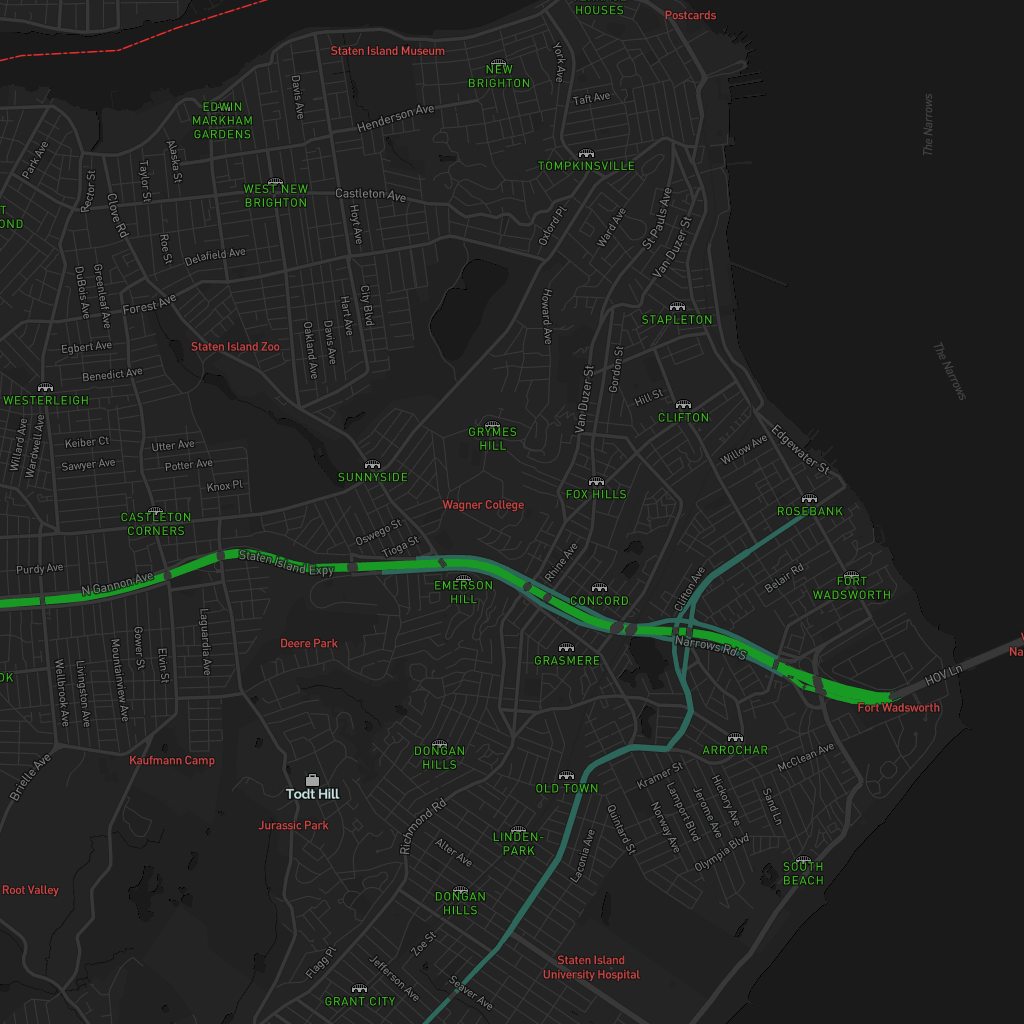 HOUSES
Postcards
Staten Island Museum
York Ave
NEW
BRIGHTON
Davis Ave
Taft Ave
The Narrows
EDWIN
MARKHAM
GARDENS
Henderson Ave
Park Ave
Alaska St
Taylor St
TOMPKINSVILLE
Rector St
WEST NEW
BRIGHTON
Castleton Ave
Clove Rd
Hoyt Ave
Oxford Pl
Ward Ave
St Pauls Ave
Van Duzer St
OND
Roe St
Delafield Ave
DuBois Ave
Greenleaf Ave
Forest Ave
City Blvd
Hart Ave
Howard Ave
STAPLETON
Egbert Ave
Staten Island Zoo
Oakland Ave
Davis Ave
The Narrows
Benedict Ave
Gordon St
WESTERLEIGH
Van Duzer St
Hill St
CLIFTON
Willard Ave
Wardwell Ave
Keiber Ct
Utter Ave
GRYMES
HILL
Edgewater St
Willow Ave
Sawyer Ave
Potter Ave
SUNNYSIDE
Knox Pl
FOX HILLS
Wagner College
ROSEBANK
CASTLETON
CORNERS
Oswego St
Tioga St
Staten Island Expy
Purdy Ave
N Gannon Ave
Rhine Ave
EMERSON
HILL
CONCORD
Clifton Ave
Belair Rd
FORT
WADSWORTH
Laguardia Ave
Gower St
Elvin St
Mountainview Ave
Livingston Ave
Wellbrook Ave
Deere Park
Narrows Rd S
GRASMERE
Na
HOV Ln
OK
Fort Wadsworth
Kaufmann Camp
DONGAN
HILLS
ARROCHAR
McClean Ave
Brielle Ave
Todt Hill
OLD TOWN
Kramer St
Hickory Ave
Jerome Ave
Lamport Blvd
Norway Ave
Sand Ln
Quintard St
Jurassic Park
Richmond Rd
LINDEN-
PARK
Alter Ave
Laconia Ave
Olympia Blvd
SOUTH
BEACH
Root Valley
DONGAN
HILLS
Zoe St
Flagg Pl
Jefferson Ave
Staten Island
University Hospital
Seaver Ave
GRANT CITY